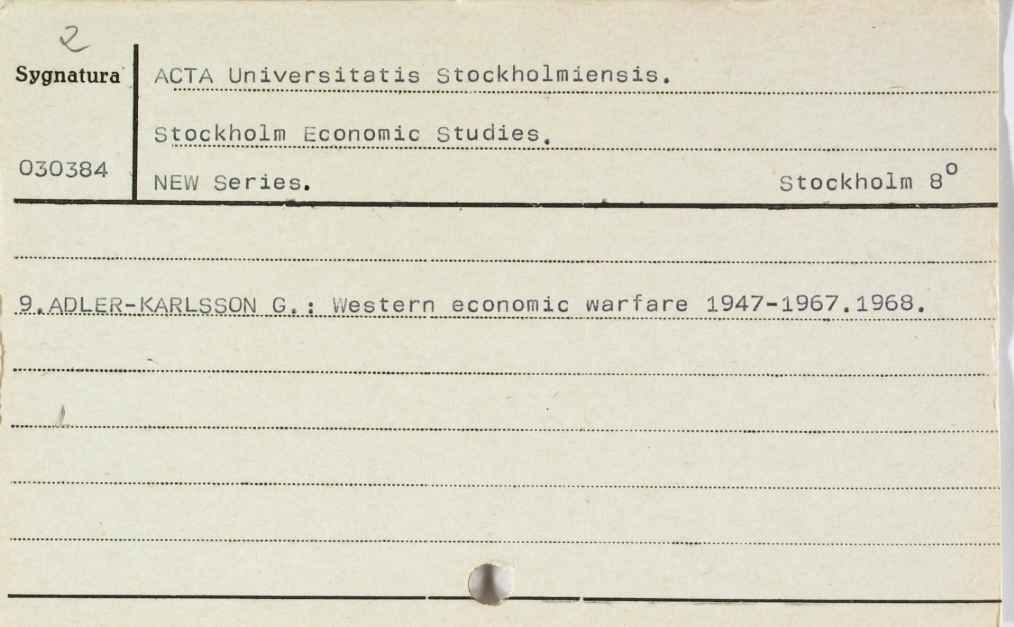 2
Sygnatura
ACTA Universitatis Stockholmiensis.
Stockholm Economic Studies.
030384
NEW Series. Stockholm 8°
9.ADLER-KARLSSON G.: Western economic warfare 1947-1967.1968.